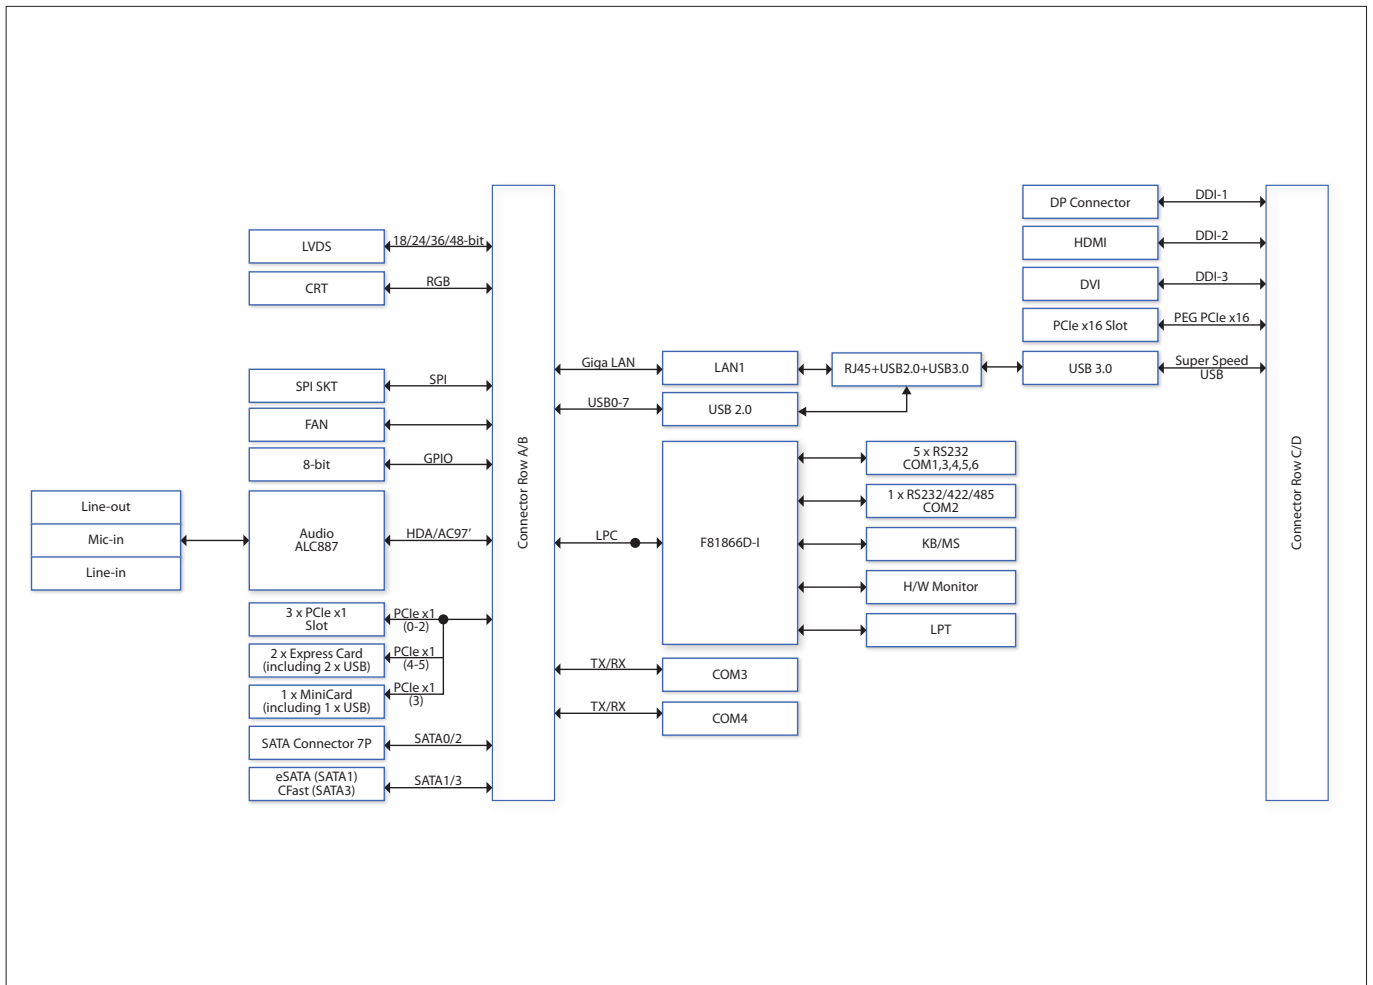 DP Connector
DDI-1
HDMI
DDI-2
DVI
DDI-3
PCIe x16 Slot
PEG PCIe x16
USB 3.0
Super Speed
USB
Connector Row C/D
LVDS
18/24/36/48-bit
CRT
RGB
SPI SKT
SPI
FAN
8-bit
GPIO
Line-out
Mic-in
Line-in
Audio
ALC887
HDA/AC97’
3 x PCIe x1
Slot
PCIe x1
(0-2)
2 x Express Card
(including 2 x USB)
PCIe x1
(4-5)
1 x MiniCard
(including 1 x USB)
PCIe x1
(3)
SATA Connector 7P
SATA0/2
eSATA (SATA1)
CFast (SATA3)
SATA1/3
Connector Row A/B
Giga LAN
LAN1
RJ45+USB2.0+USB3.0
USB0-7
USB 2.0
LPC
F81866D-I
5 x RS232
COM1,3,4,5,6
1 x RS232/422/485
COM2
KB/MS
H/W Monitor
LPT
TX/RX
COM3
TX/RX
COM4